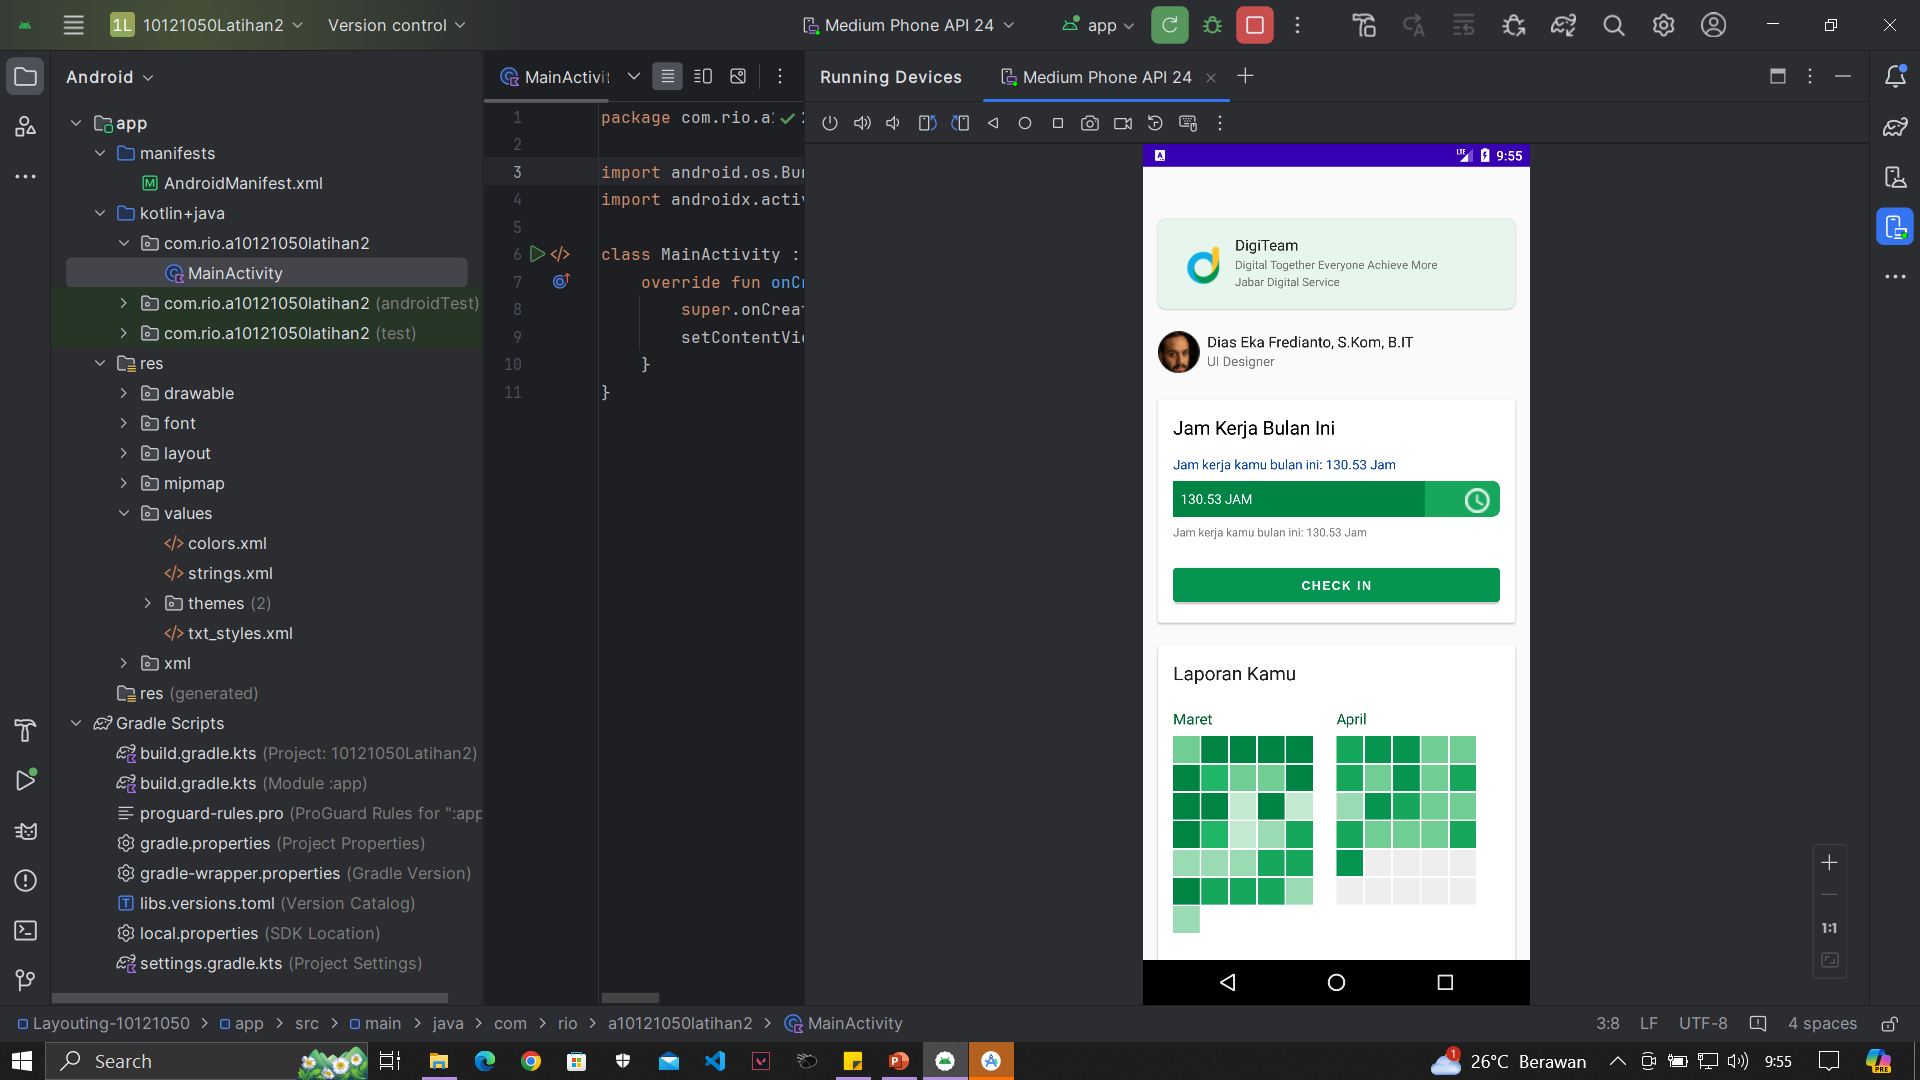 1L 10121050Latihan2 Version control Medium Phone API 24 app
Android MainActivit Running Devices Medium Phone API 24
app
manifests
AndroidManifest.xml
kotlin+java
com.rio.a10121050latihan2
MainActivity
com.rio.a10121050latihan2 (androidTest)
com.rio.a10121050latihan2 (test)
res
drawable
font
layout
mipmap
values
colors.xml
strings.xml
themes (2)
txt_styles.xml
xml
res (generated)
Gradle Scripts
build.gradle.kts (Project: 10121050Latihan2)
build.gradle.kts (Module :app)
proguard-rules.pro (ProGuard Rules for ":app
gradle.properties (Project Properties)
gradle-wrapper.properties (Gradle Version)
libs.versions.toml (Version Catalog)
local.properties (SDK Location)
settings.gradle.kts (Project Settings)
1 package com.rio.a1
2
3 import android.os.Bun
4 import androidx.activ
5
6 class MainActivity :
7 override fun onCr
8 super.onCreat
9 setContentVie
10 }
11 }
LTE 9:55
DigiTeam
Digital Together Everyone Achieve More
Jabar Digital Service
Dias Eka Fredianto, S.Kom, B.IT
UI Designer
Jam Kerja Bulan Ini
Jam kerja kamu bulan ini: 130.53 Jam
130.53 JAM
Jam kerja kamu bulan ini: 130.53 Jam
CHECK IN
Laporan Kamu
Maret April
1:1
Layouting-10121050 > app > src > main > java > com > rio > a10121050latihan2 > MainActivity 3:8 LF UTF-8 4 spaces
Search 1 26°C Berawan 9:55 PRE